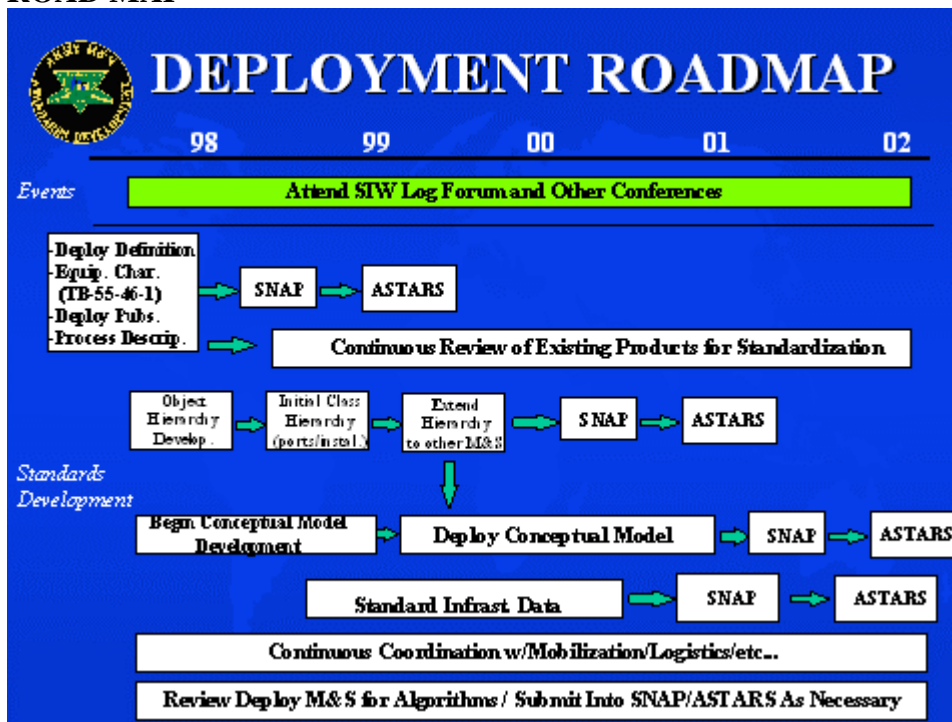 DEPLOYMENT ROADMAP
98 99 00 01 02
Events
Attend SIW Log Forum and Other Conferences
-Deploy Definition
-Equip. Char.
(TB-55-46-1)
-Deploy Pubs.
-Process Descrip.
SNAP
ASTARS
Continuous Review of Existing Products for Standardization
Object
Hierarchy
Develop.
Initial Class
Hierarchy
(ports/instal.)
Extend
Hierarchy
to other M&S
SNAP
ASTARS
Standards
Development
Begin Conceptual Model
Development
Deploy Conceptual Model
SNAP
ASTARS
Standard Infrast. Data
SNAP
ASTARS
Continuous Coordination w/Mobilization/Logistics/etc...
Review Deploy M&S for Algorithms / Submit Into SNAP/ASTARS As Necessary